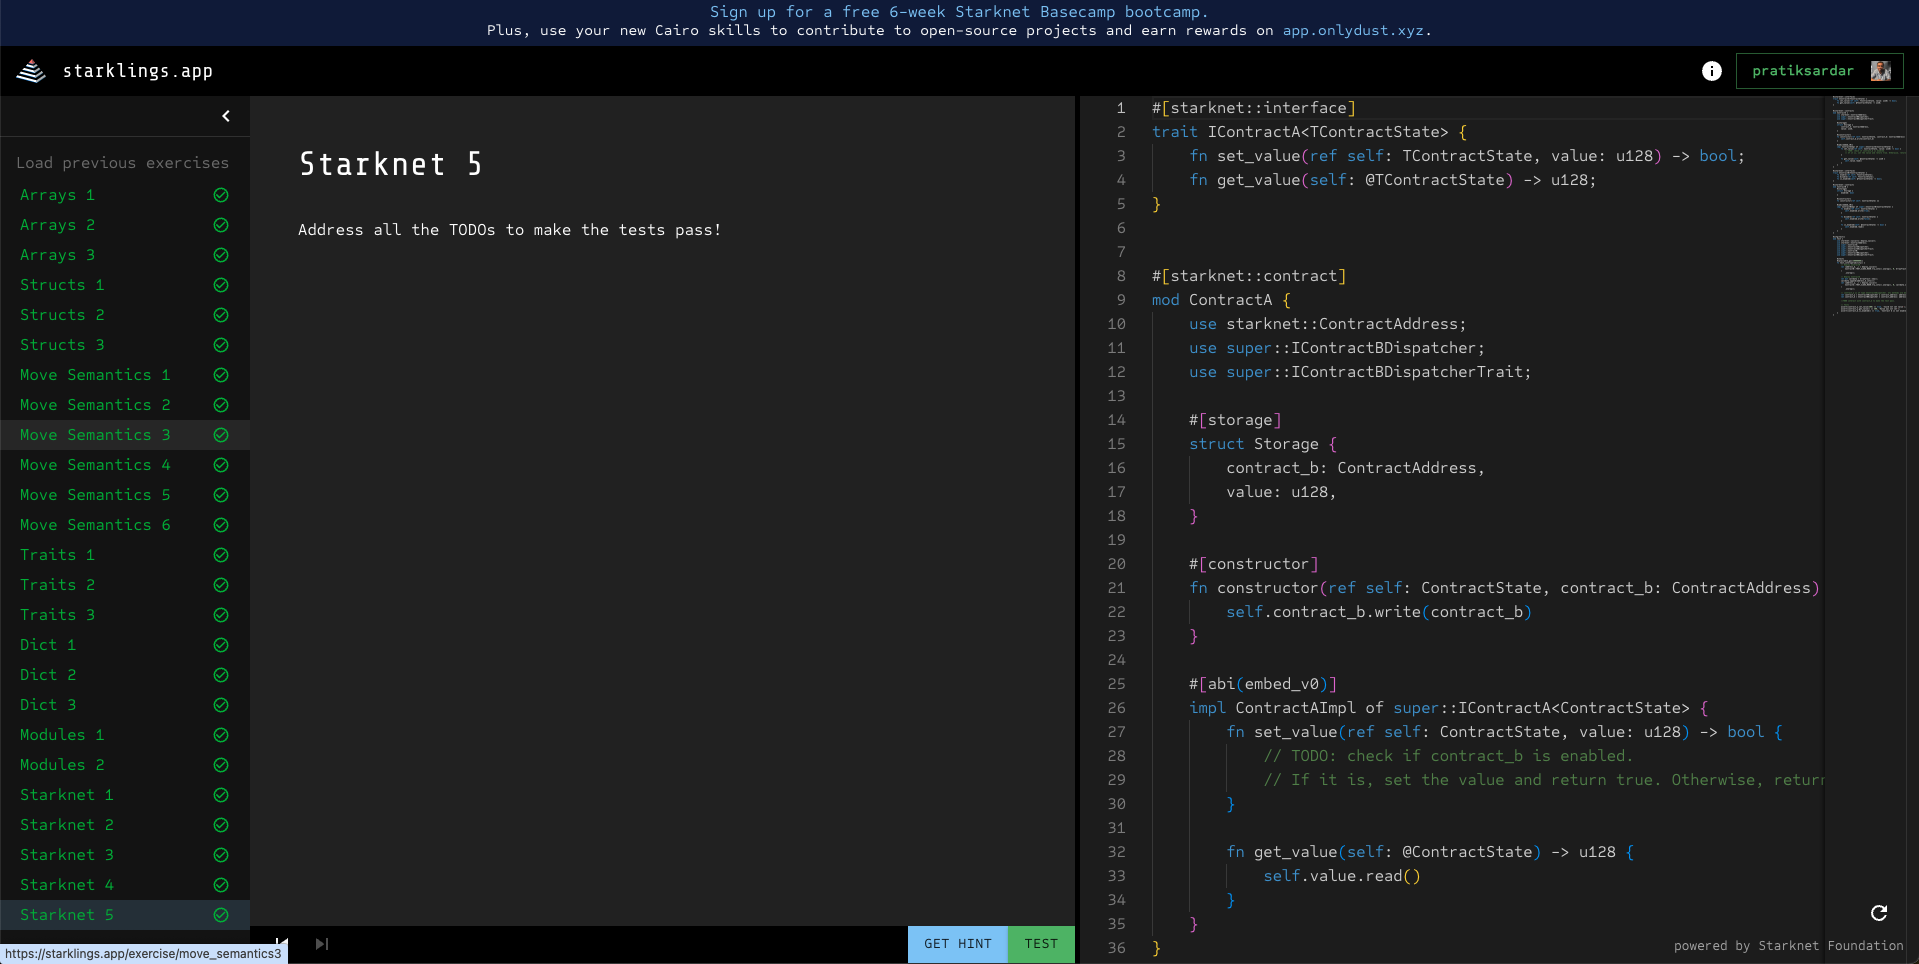 Sign up for a free 6-week Starknet Basecamp bootcamp.
Plus, use your new Cairo skills to contribute to open-source projects and earn rewards on app.onlydust.xyz.
starklings.app
pratiksardar
Load previous exercises
Arrays 1
Arrays 2
Arrays 3
Structs 1
Structs 2
Structs 3
Move Semantics 1
Move Semantics 2
Move Semantics 3
Move Semantics 4
Move Semantics 5
Move Semantics 6
Traits 1
Traits 2
Traits 3
Dict 1
Dict 2
Dict 3
Modules 1
Modules 2
Starknet 1
Starknet 2
Starknet 3
Starknet 4
Starknet 5
https://starklings.app/exercise/move_semantics3
Starknet 5
Address all the TODOs to make the tests pass!
GET HINT
TEST
1 #[starknet::interface]
2 trait IContractA<TContractState> {
3 fn set_value(ref self: TContractState, value: u128) -> bool;
4 fn get_value(self: @TContractState) -> u128;
5 }
6
7
8 #[starknet::contract]
9 mod ContractA {
10 use starknet::ContractAddress;
11 use super::IContractBDispatcher;
12 use super::IContractBDispatcherTrait;
13
14 #[storage]
15 struct Storage {
16 contract_b: ContractAddress,
17 value: u128,
18 }
19
20 #[constructor]
21 fn constructor(ref self: ContractState, contract_b: ContractAddress)
22 self.contract_b.write(contract_b)
23 }
24
25 #[abi(embed_v0)]
26 impl ContractAImpl of super::IContractA<ContractState> {
27 fn set_value(ref self: ContractState, value: u128) -> bool {
28 // TODO: check if contract_b is enabled.
29 // If it is, set the value and return true. Otherwise, return
30 }
31
32 fn get_value(self: @ContractState) -> u128 {
33 self.value.read()
34 }
35 }
36 }
powered by Starknet Foundation